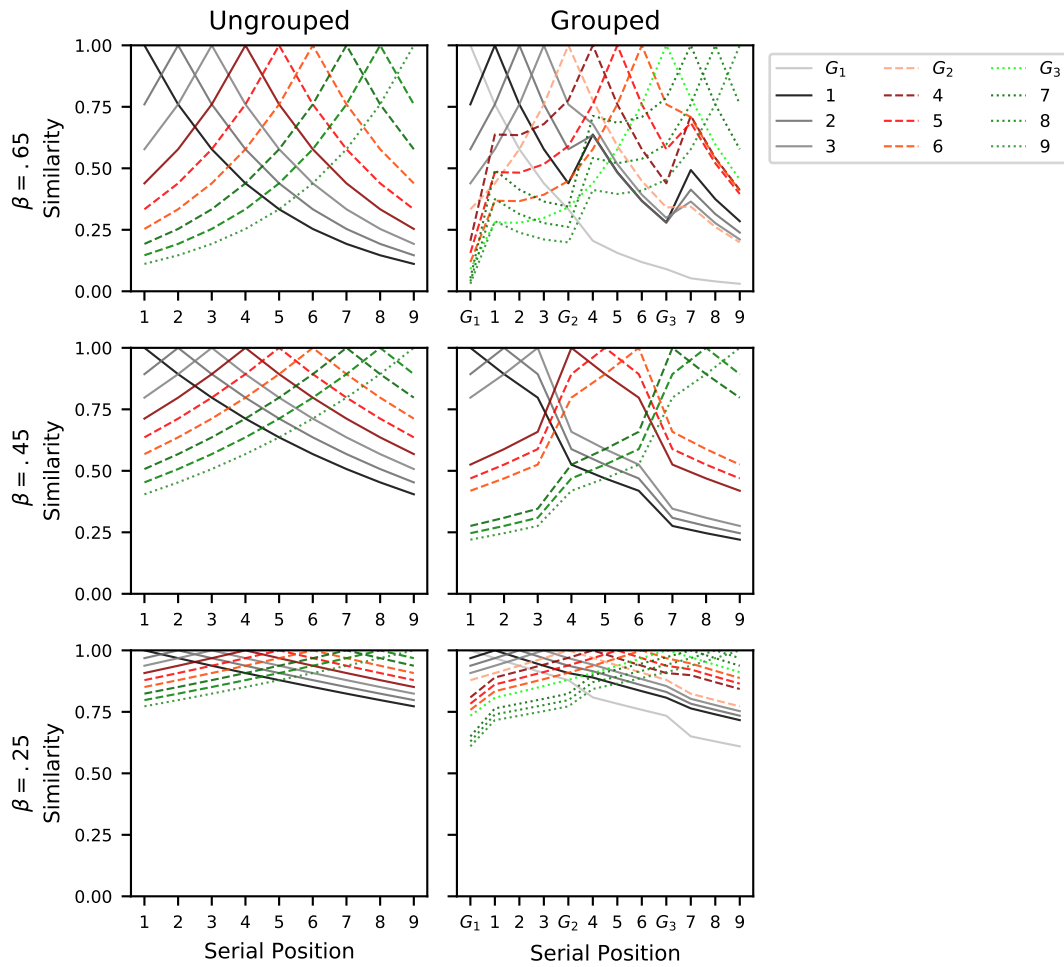 Ungrouped
Grouped
β = .65
Similarity
1.00
0.75
0.50
0.25
0.00
1 2 3 4 5 6 7 8 9
G1 1 2 3 G2 4 5 6 G3 7 8 9
G1 G2 G3
1 4 7
2 5 8
3 6 9
β = .45
Similarity
1.00
0.75
0.50
0.25
0.00
1 2 3 4 5 6 7 8 9
1 2 3 4 5 6 7 8 9
β = .25
Similarity
1.00
0.75
0.50
0.25
0.00
1 2 3 4 5 6 7 8 9
G1 1 2 3 G2 4 5 6 G3 7 8 9
Serial Position
Serial Position